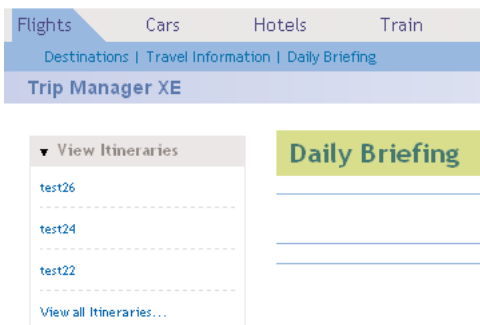 Flights Cars Hotels Train
Destinations | Travel Information | Daily Briefing
Trip Manager XE
▼ View Itineraries
Daily Briefing
test26
test24
test22
View all Itineraries...